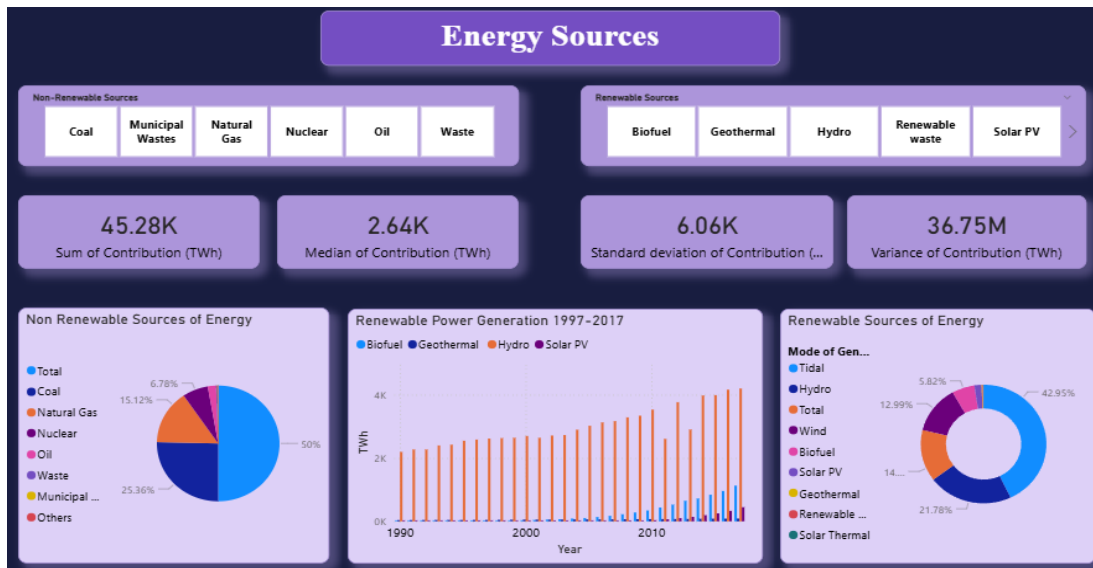 Energy Sources
Non-Renewable Sources
Coal
Municipal
Wastes
Natural
Gas
Nuclear
Oil
Waste
Renewable Sources
Biofuel
Geothermal
Hydro
Renewable
waste
Solar PV
45.28K
Sum of Contribution (TWh)
2.64K
Median of Contribution (TWh)
6.06K
Standard deviation of Contribution (...
36.75M
Variance of Contribution (TWh)
Non Renewable Sources of Energy
Total
Coal
Natural Gas
Nuclear
Oil
Waste
Municipal ...
Others
6.78%
15.12%
25.36%
50%
Renewable Power Generation 1997-2017
Biofuel
Geothermal
Hydro
Solar PV
TWh
4K
2K
0K
1990
2000
2010
Year
Renewable Sources of Energy
Mode of Gen...
Tidal
Hydro
Total
Wind
Biofuel
Solar PV
Geothermal
Renewable ...
Solar Thermal
5.82%
12.99%
14...
21.78%
42.95%